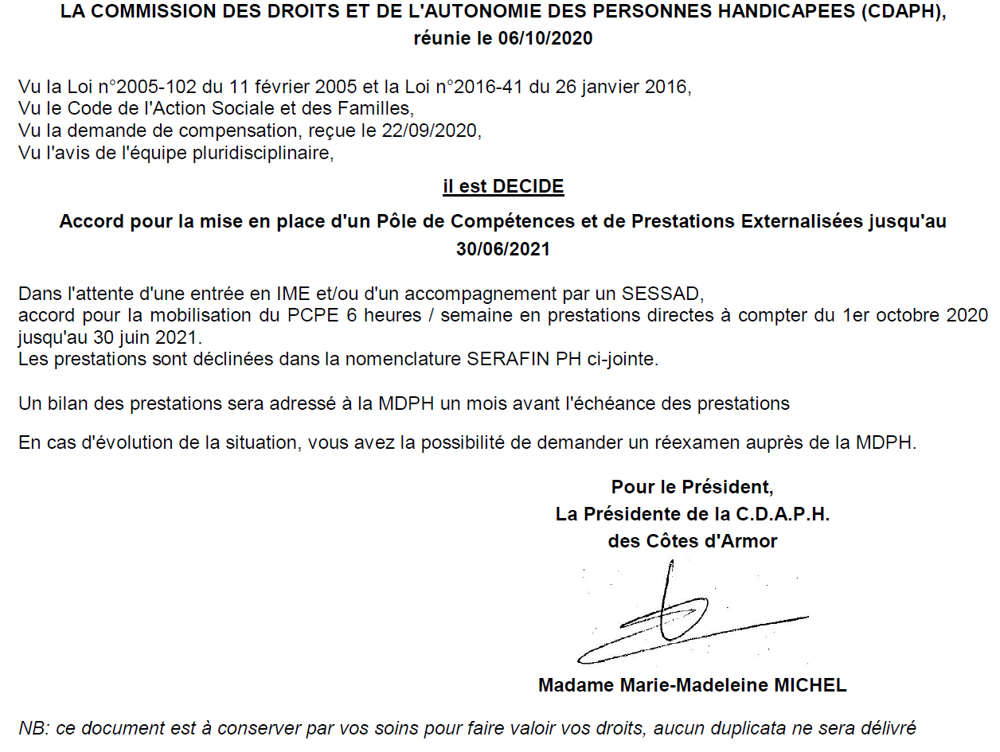 LA COMMISSION DES DROITS ET DE L'AUTONOMIE DES PERSONNES HANDICAPEES (CDAPH),
réunie le 06/10/2020
Vu la Loi n°2005-102 du 11 février 2005 et la Loi n°2016-41 du 26 janvier 2016,
Vu le Code de l'Action Sociale et des Familles,
Vu la demande de compensation, reçue le 22/09/2020,
Vu l'avis de l'équipe pluridisciplinaire,
il est DECIDE
Accord pour la mise en place d'un Pôle de Compétences et de Prestations Externalisées jusqu'au
30/06/2021
Dans l'attente d'une entrée en IME et/ou d'un accompagnement par un SESSAD,
accord pour la mobilisation du PCPE 6 heures / semaine en prestations directes à compter du 1er octobre 2020
jusqu'au 30 juin 2021.
Les prestations sont déclinées dans la nomenclature SERAFIN PH ci-jointe.
Un bilan des prestations sera adressé à la MDPH un mois avant l'échéance des prestations
En cas d'évolution de la situation, vous avez la possibilité de demander un réexamen auprès de la MDPH.
Pour le Président,
La Présidente de la C.D.A.P.H.
des Côtes d'Armor
Madame Marie-Madeleine MICHEL
NB: ce document est à conserver par vos soins pour faire valoir vos droits, aucun duplicata ne sera délivré